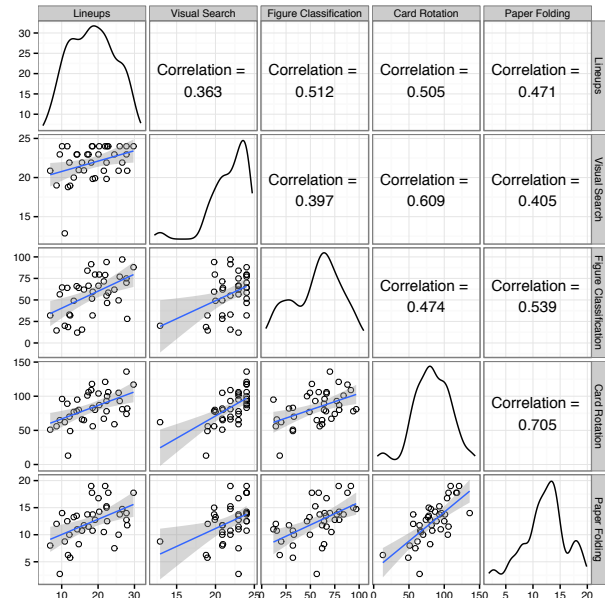 Lineups Visual Search Figure Classification Card Rotation Paper Folding
30
25
20
15
10
Correlation =
0.363
Correlation =
0.512
Correlation =
0.505
Correlation =
0.471
Lineups
25
20
15
Correlation =
0.397
Correlation =
0.609
Correlation =
0.405
Visual Search
100
75
50
25
0
Correlation =
0.474
Correlation =
0.539
Figure Classification
150
100
50
0
Correlation =
0.705
Card Rotation
20
15
10
5
Paper Folding
10 20 30 15 20 25 0 25 50 75 100 0 50 100 150 5 10 15 20